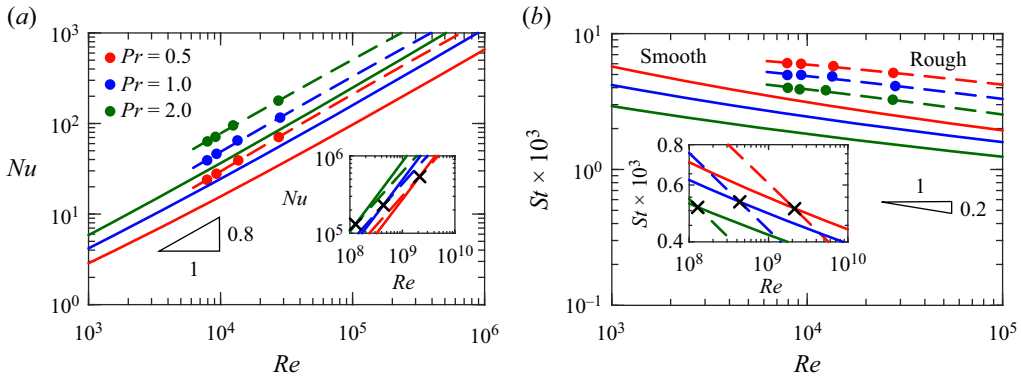 (a)
10^3
10^2
Nu
10^1
10^0
Pr = 0.5
Pr = 1.0
Pr = 2.0
0.8
1
10^6
Nu
10^5
10^8
10^9
10^10
Re
10^3
10^4
10^5
10^6
Re
(b)
10^1
St × 10^3
10^0
10^−1
Smooth
Rough
1
0.2
0.8
0.6
St × 10^3
0.4
10^8
10^9
10^10
Re
10^3
10^4
10^5
Re